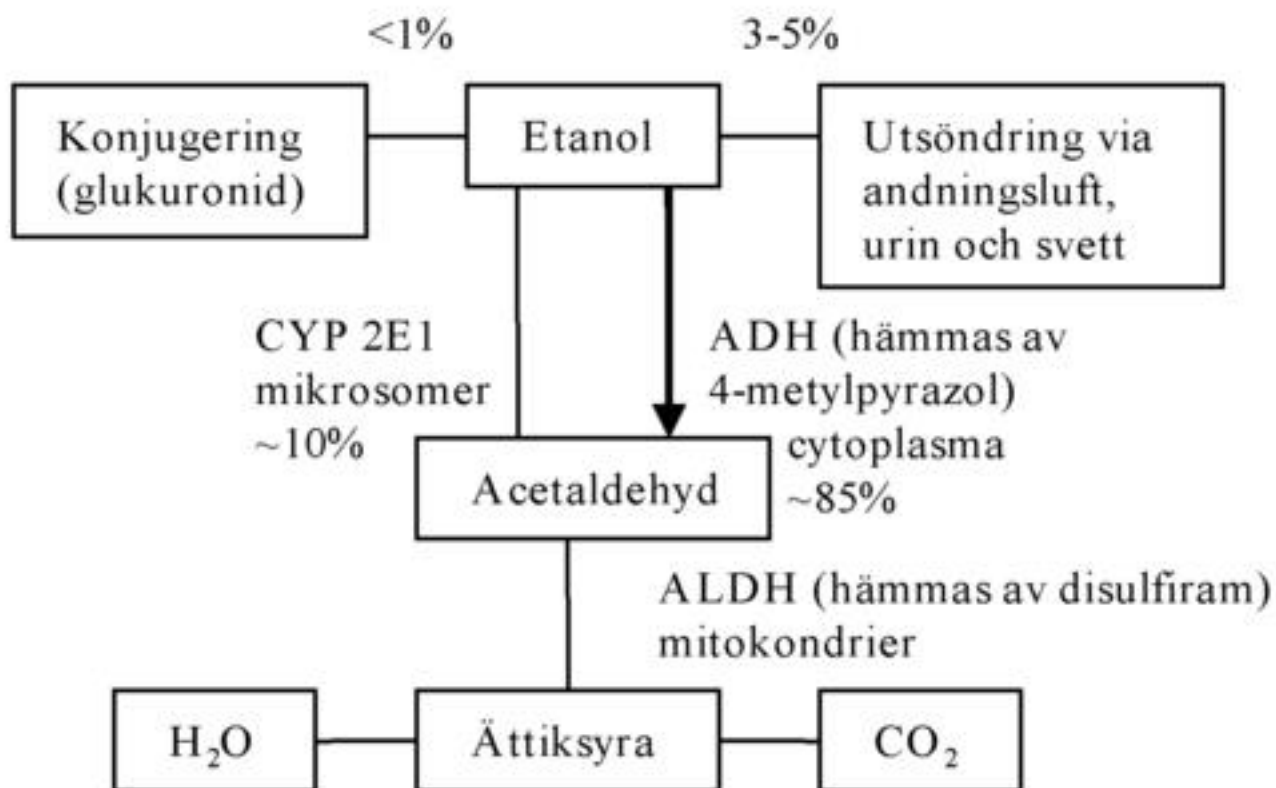 <1%
3-5%
Konjugering
(glukuronid)
Etanol
Utsöndring via
andningsluft,
urin och svett
CYP 2E1
mikrosomer
~10%
ADH (hämmas av
4-metylpyrazol)
cytoplasma
~85%
Acetaldehyd
ALDH (hämmas av disulfiram)
mitokondrier
H₂O
Ättiksyra
CO₂